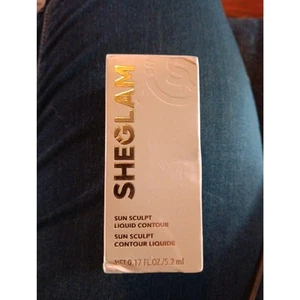 SHEGLAM
SUN SCULPT
LIQUID CONTOUR
SUN SCULPT
CONTOUR LIQUIDE
NET 0.17 FL.OZ/5.2 ml